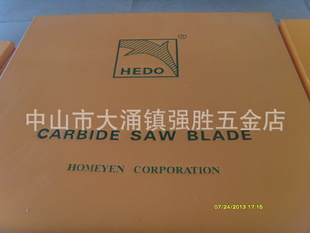 ®
HEDO
中山市大涌镇强胜五金店
CARBIDE SAW BLADE
HOMEYEN CORPORATION
07/24/2013 17:15